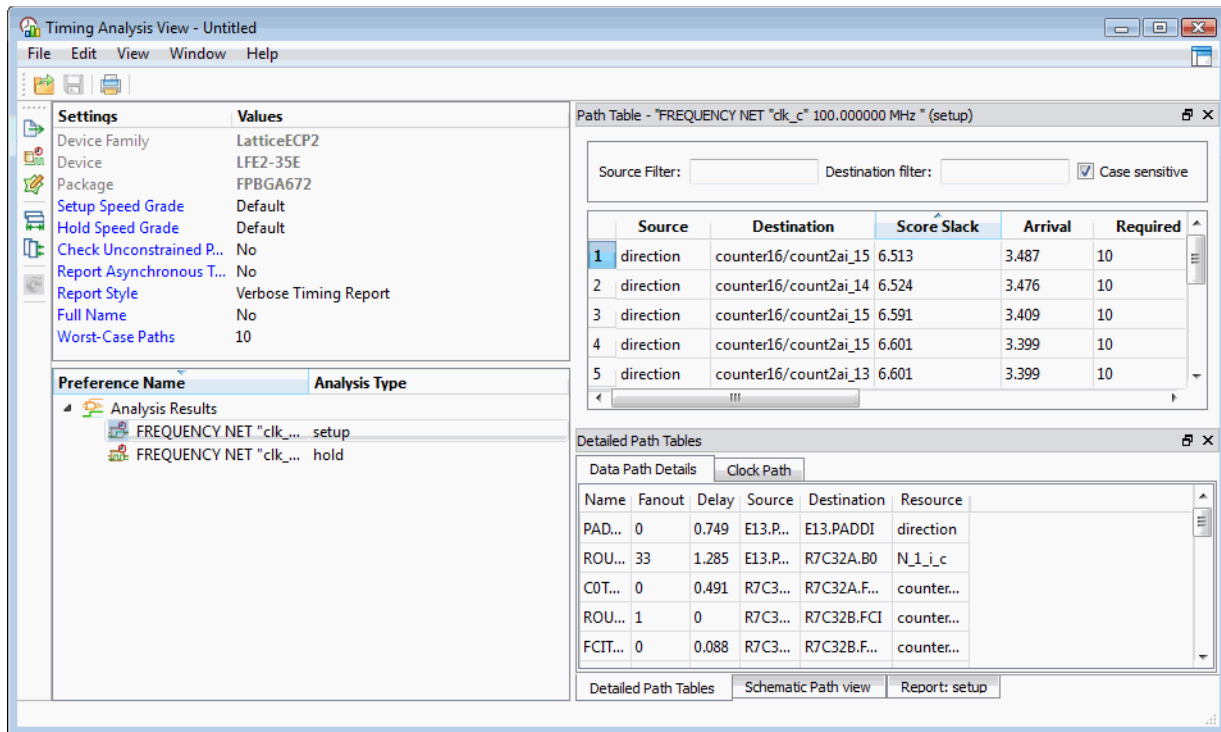 Timing Analysis View - Untitled
File Edit View Window Help
Settings Values
Device Family LatticeECP2
Device LFE2-35E
Package FPBGA672
Setup Speed Grade Default
Hold Speed Grade Default
Check Unconstrained P... No
Report Asynchronous T... No
Report Style Verbose Timing Report
Full Name No
Worst-Case Paths 10
Preference Name Analysis Type
Analysis Results
FREQUENCY NET "clk_... setup
FREQUENCY NET "clk_... hold
Path Table - "FREQUENCY NET "clk_c" 100.000000 MHz " (setup)
Source Filter: Destination filter: Case sensitive
Source Destination Score Slack Arrival Required
1 direction counter16/count2ai_15 6.513 3.487 10
2 direction counter16/count2ai_14 6.524 3.476 10
3 direction counter16/count2ai_15 6.591 3.409 10
4 direction counter16/count2ai_15 6.601 3.399 10
5 direction counter16/count2ai_13 6.601 3.399 10
Detailed Path Tables
Data Path Details Clock Path
Name Fanout Delay Source Destination Resource
PAD... 0 0.749 E13.P... E13.PADDI direction
ROU... 33 1.285 E13.P... R7C32A.B0 N_1_i_c
C0T... 0 0.491 R7C3... R7C32A.F... counter...
ROU... 1 0 R7C3... R7C32B.FCI counter...
FCIT... 0 0.088 R7C3... R7C32B.F... counter...
Detailed Path Tables Schematic Path view Report: setup